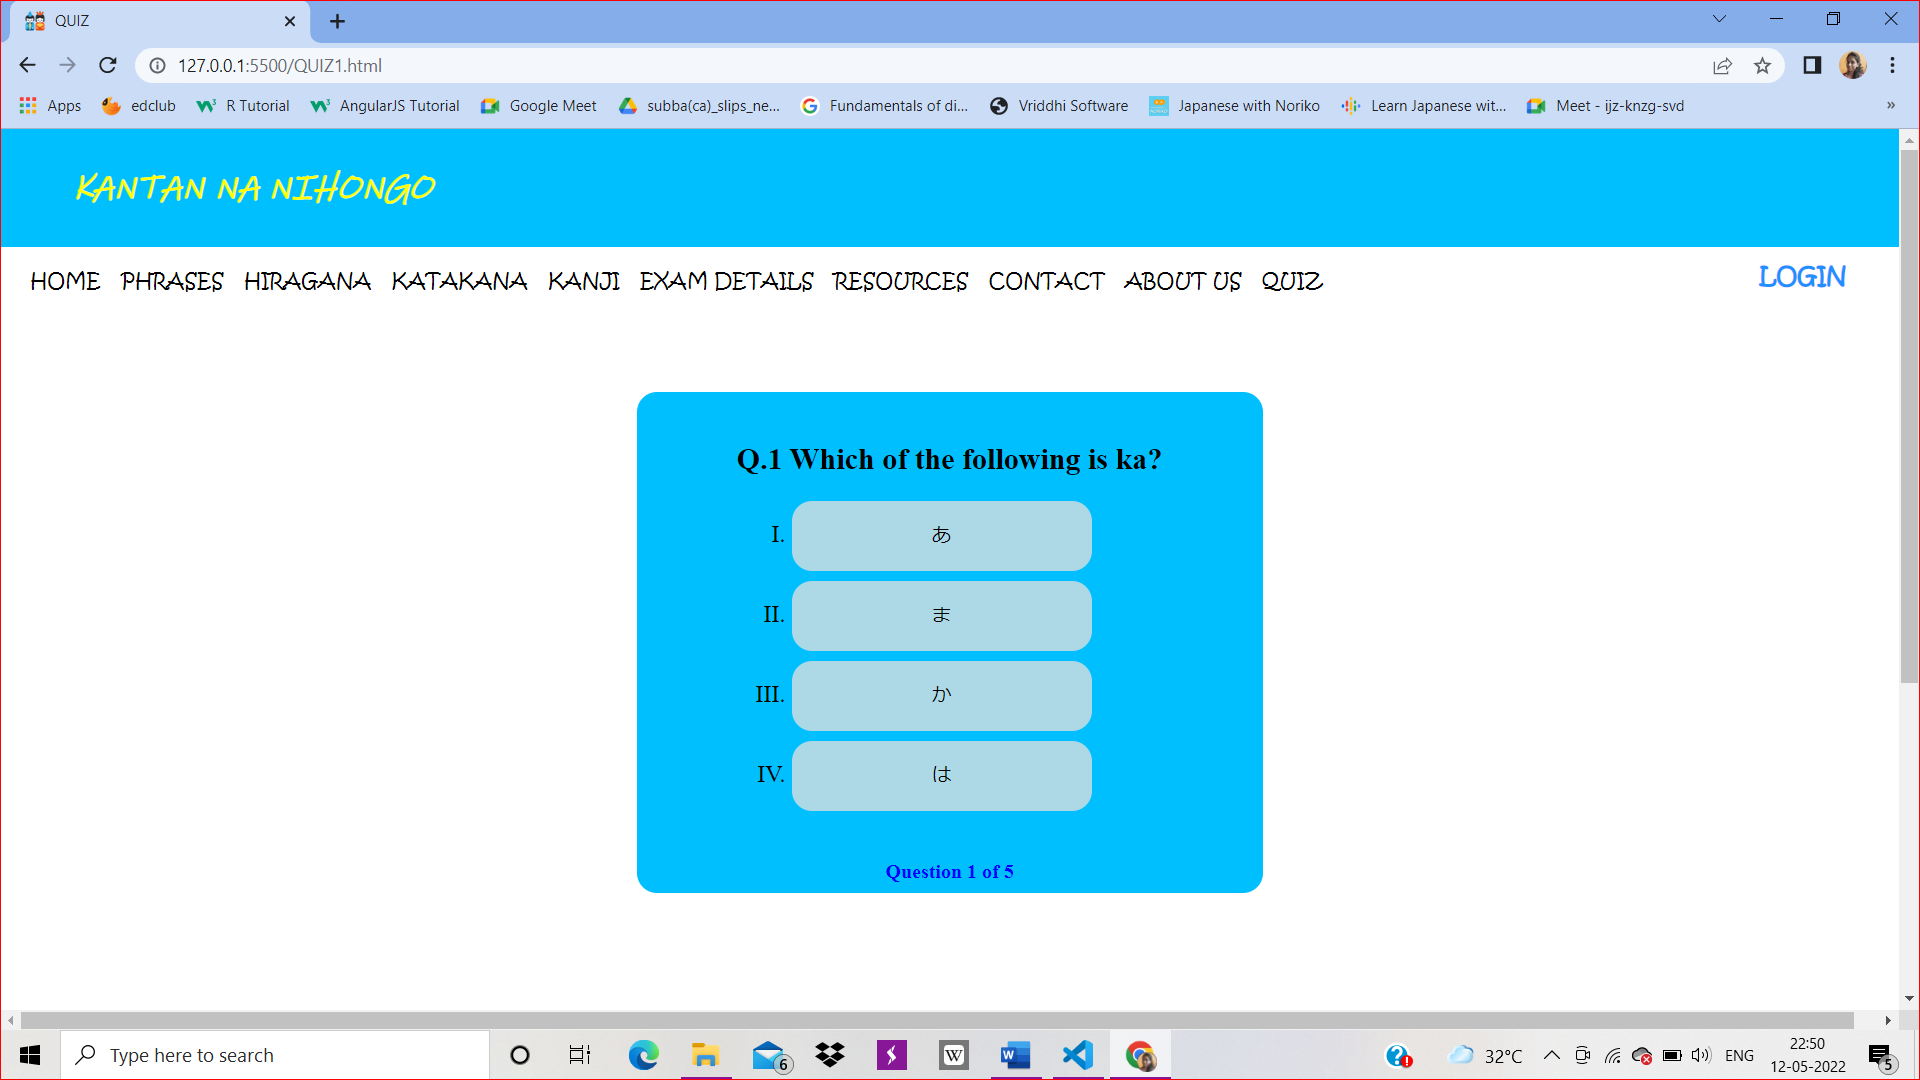 QUIZ
127.0.0.1:5500/QUIZ1.html
Apps edclub R Tutorial AngularJS Tutorial Google Meet subba(ca)_slips_ne... Fundamentals of di... Vriddhi Software Japanese with Noriko Learn Japanese wit... Meet - ijz-knzg-svd »
KANTAN NA NIHONGO
HOME PHRASES HIRAGANA KATAKANA KANJI EXAM DETAILS RESOURCES CONTACT ABOUT US QUIZ LOGIN
Q.1 Which of the following is ka?
I. あ
II. ま
III. か
IV. は
Question 1 of 5
Type here to search 6 W W 32°C ENG 22:50
12-05-2022 5